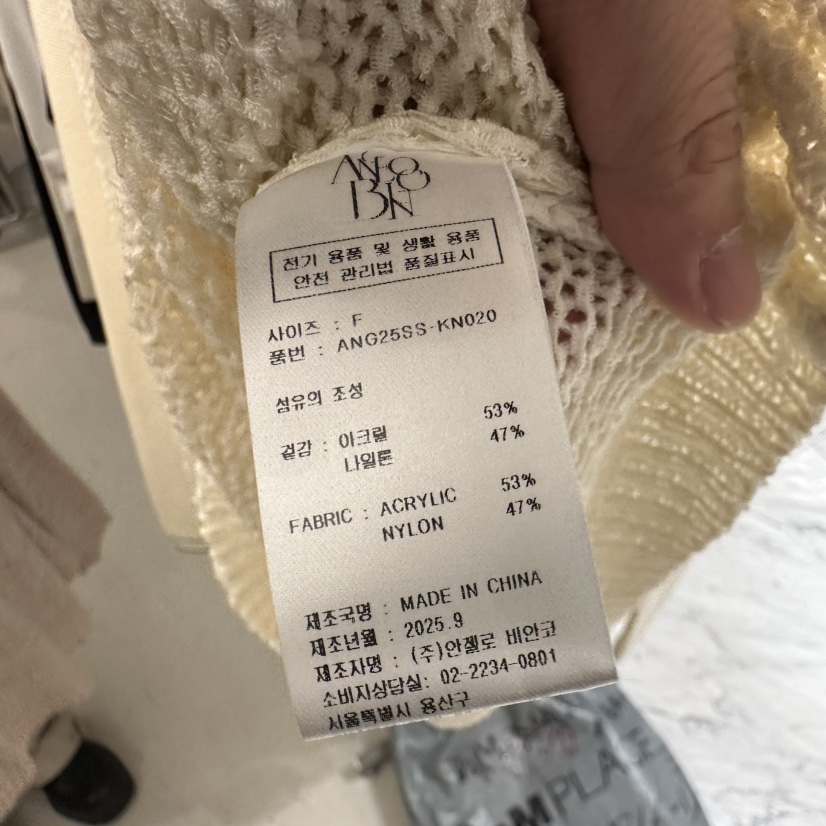 전기 용품 및 생활 용품
안전 관리법 품질표시
사이즈 : F
품번 : ANG25SS-KN020
섬유의 조성
겉감 : 아크릴 53%
나일론 47%
FABRIC : ACRYLIC 53%
NYLON 47%
제조국명 : MADE IN CHINA
제조년월 : 2025.9
제조자명 : (주)안젤로 비안코
소비자상담실: 02-2234-0801
서울특별시 용산구
PLACE